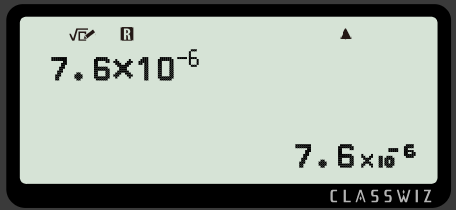 √▭ R ▲
7.6×10⁻⁶
7.6×10⁻⁶
CLASSWIZ